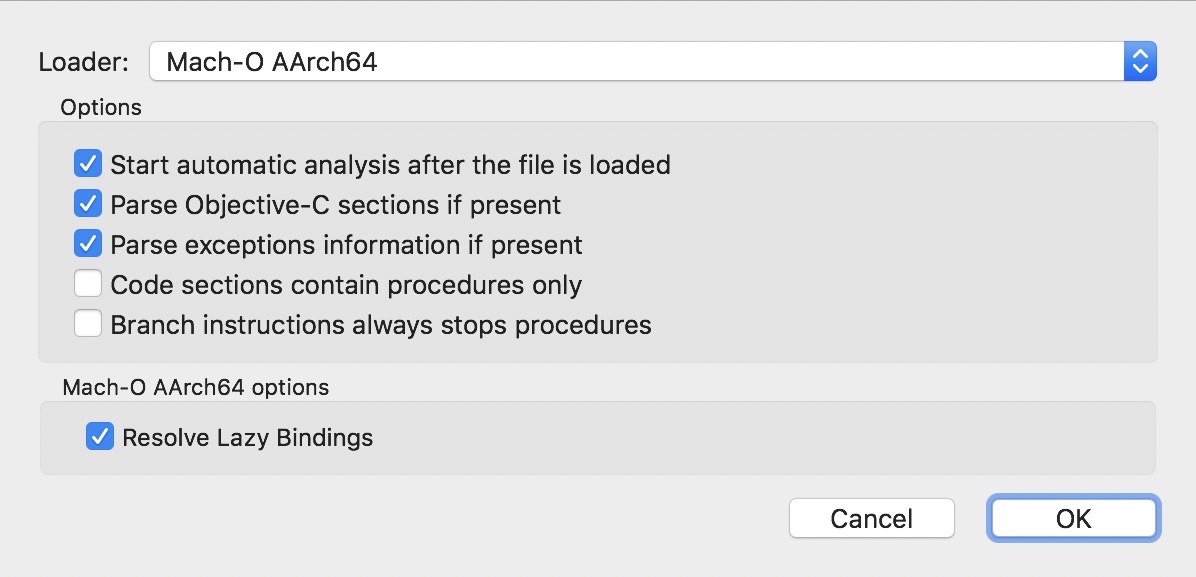 Loader: Mach-O AArch64
Options
Start automatic analysis after the file is loaded
Parse Objective-C sections if present
Parse exceptions information if present
Code sections contain procedures only
Branch instructions always stops procedures
Mach-O AArch64 options
Resolve Lazy Bindings
Cancel OK